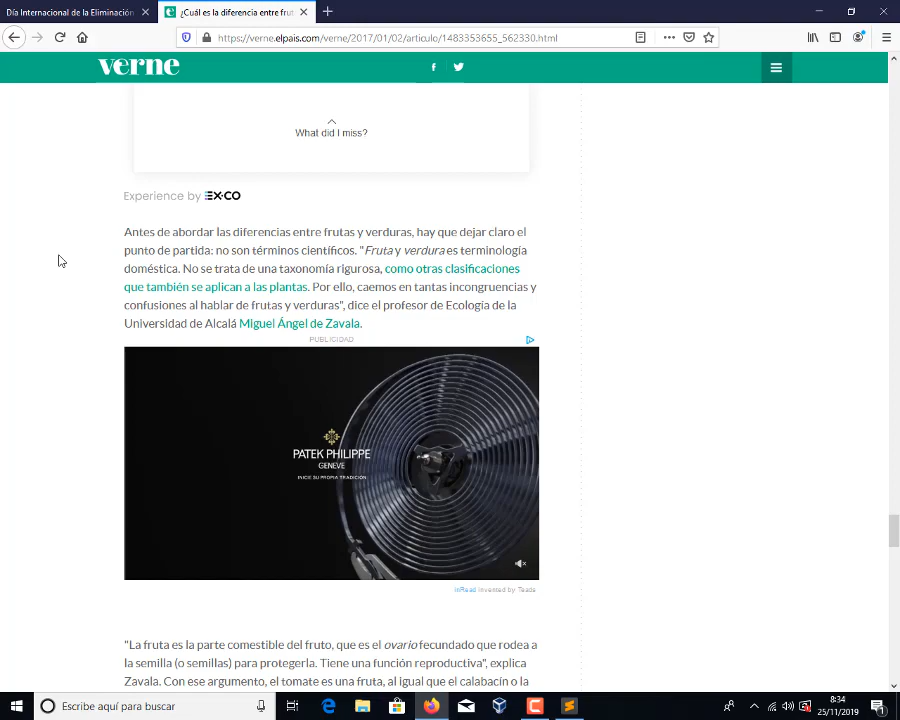 Día Internacional de la Eliminación
¿Cuál es la diferencia entre frut
https://verne.elpais.com/verne/2017/01/02/articulo/1483353655_562330.html
verne
What did I miss?
Experience by EX·CO
Antes de abordar las diferencias entre frutas y verduras, hay que dejar claro el
punto de partida: no son términos científicos. "Fruta y verdura es terminología
doméstica. No se trata de una taxonomía rigurosa, como otras clasificaciones
que también se aplican a las plantas. Por ello, caemos en tantas incongruencias y
confusiones al hablar de frutas y verduras", dice el profesor de Ecología de la
Universidad de Alcalá Miguel Ángel de Zavala.
PUBLICIDAD
PATEK PHILIPPE
GENEVE
INICIE SU PROPIA TRADICIÓN
inRead invented by Teads
"La fruta es la parte comestible del fruto, que es el ovario fecundado que rodea a
la semilla (o semillas) para protegerla. Tiene una función reproductiva", explica
Zavala. Con ese argumento, el tomate es una fruta, al igual que el calabacín o la
Escribe aquí para buscar
8:34
25/11/2019
1